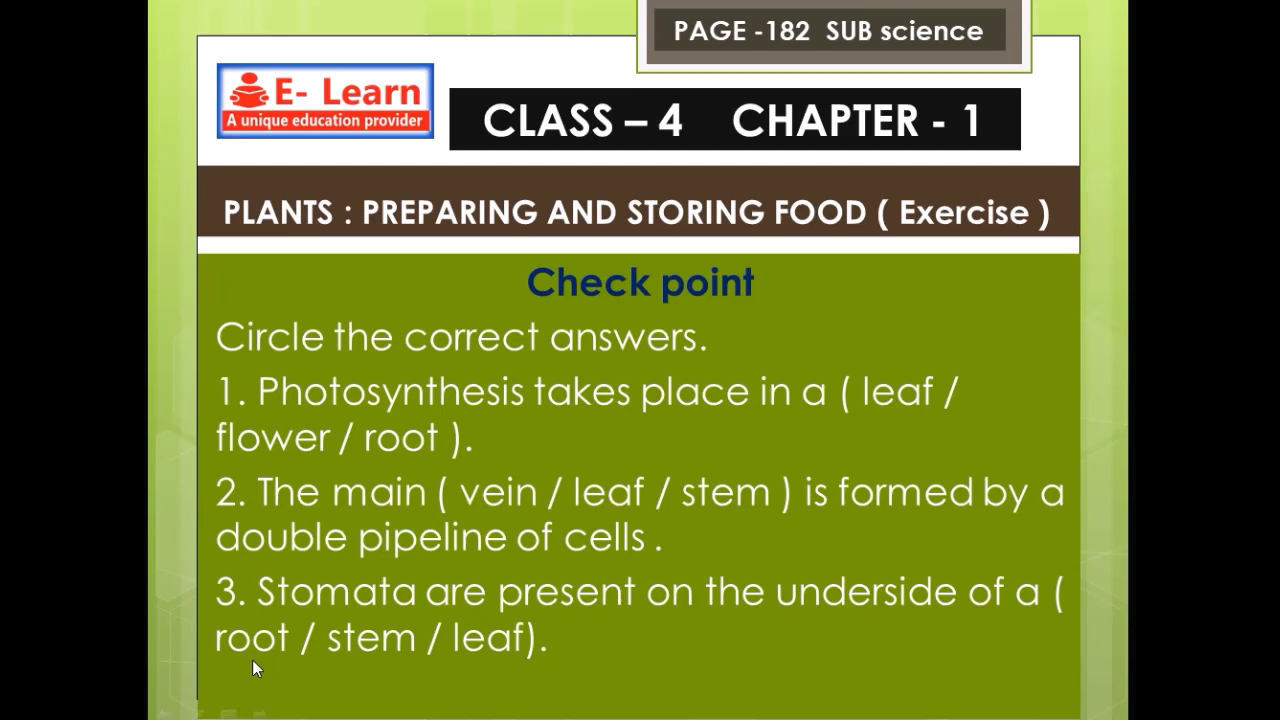 PAGE -182 SUB science
E- Learn
A unique education provider
CLASS – 4 CHAPTER - 1
PLANTS : PREPARING AND STORING FOOD ( Exercise )
Check point
Circle the correct answers.
1. Photosynthesis takes place in a ( leaf /
flower / root ).
2. The main ( vein / leaf / stem ) is formed by a
double pipeline of cells .
3. Stomata are present on the underside of a (
root / stem / leaf).